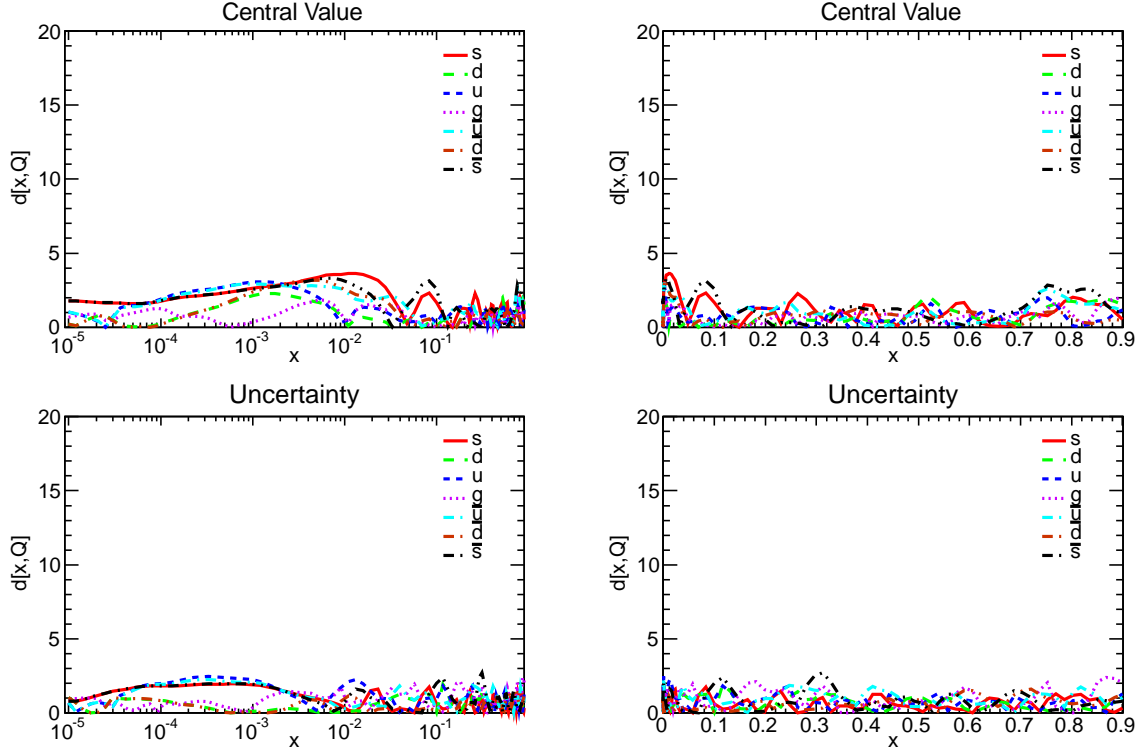 Central Value
20
15
10
5
0
d[x,Q]
s
d
u
g
u̅
d̅
s̅
10⁻⁵
10⁻⁴
10⁻³
10⁻²
10⁻¹
x
Central Value
20
15
10
5
0
d[x,Q]
s
d
u
g
u̅
d̅
s̅
0 0.1 0.2 0.3 0.4 0.5 0.6 0.7 0.8 0.9
x
Uncertainty
20
15
10
5
0
d[x,Q]
s
d
u
g
u̅
d̅
s̅
10⁻⁵
10⁻⁴
10⁻³
10⁻²
10⁻¹
x
Uncertainty
20
15
10
5
0
d[x,Q]
s
d
u
g
u̅
d̅
s̅
0 0.1 0.2 0.3 0.4 0.5 0.6 0.7 0.8 0.9
x